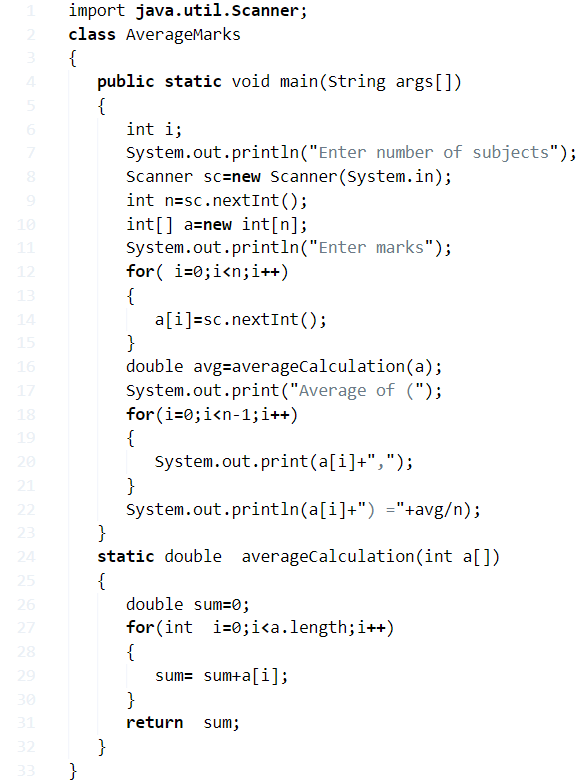 1 import java.util.Scanner;
2 class AverageMarks
3 {
4 public static void main(String args[])
5 {
6 int i;
7 System.out.println("Enter number of subjects");
8 Scanner sc=new Scanner(System.in);
9 int n=sc.nextInt();
10 int[] a=new int[n];
11 System.out.println("Enter marks");
12 for( i=0;i<n;i++)
13 {
14 a[i]=sc.nextInt();
15 }
16 double avg=averageCalculation(a);
17 System.out.print("Average of (");
18 for(i=0;i<n-1;i++)
19 {
20 System.out.print(a[i]+",");
21 }
22 System.out.println(a[i]+") ="+avg/n);
23 }
24 static double  averageCalculation(int a[])
25 {
26 double sum=0;
27 for(int  i=0;i<a.length;i++)
28 {
29 sum= sum+a[i];
30 }
31 return  sum;
32 }
33 }